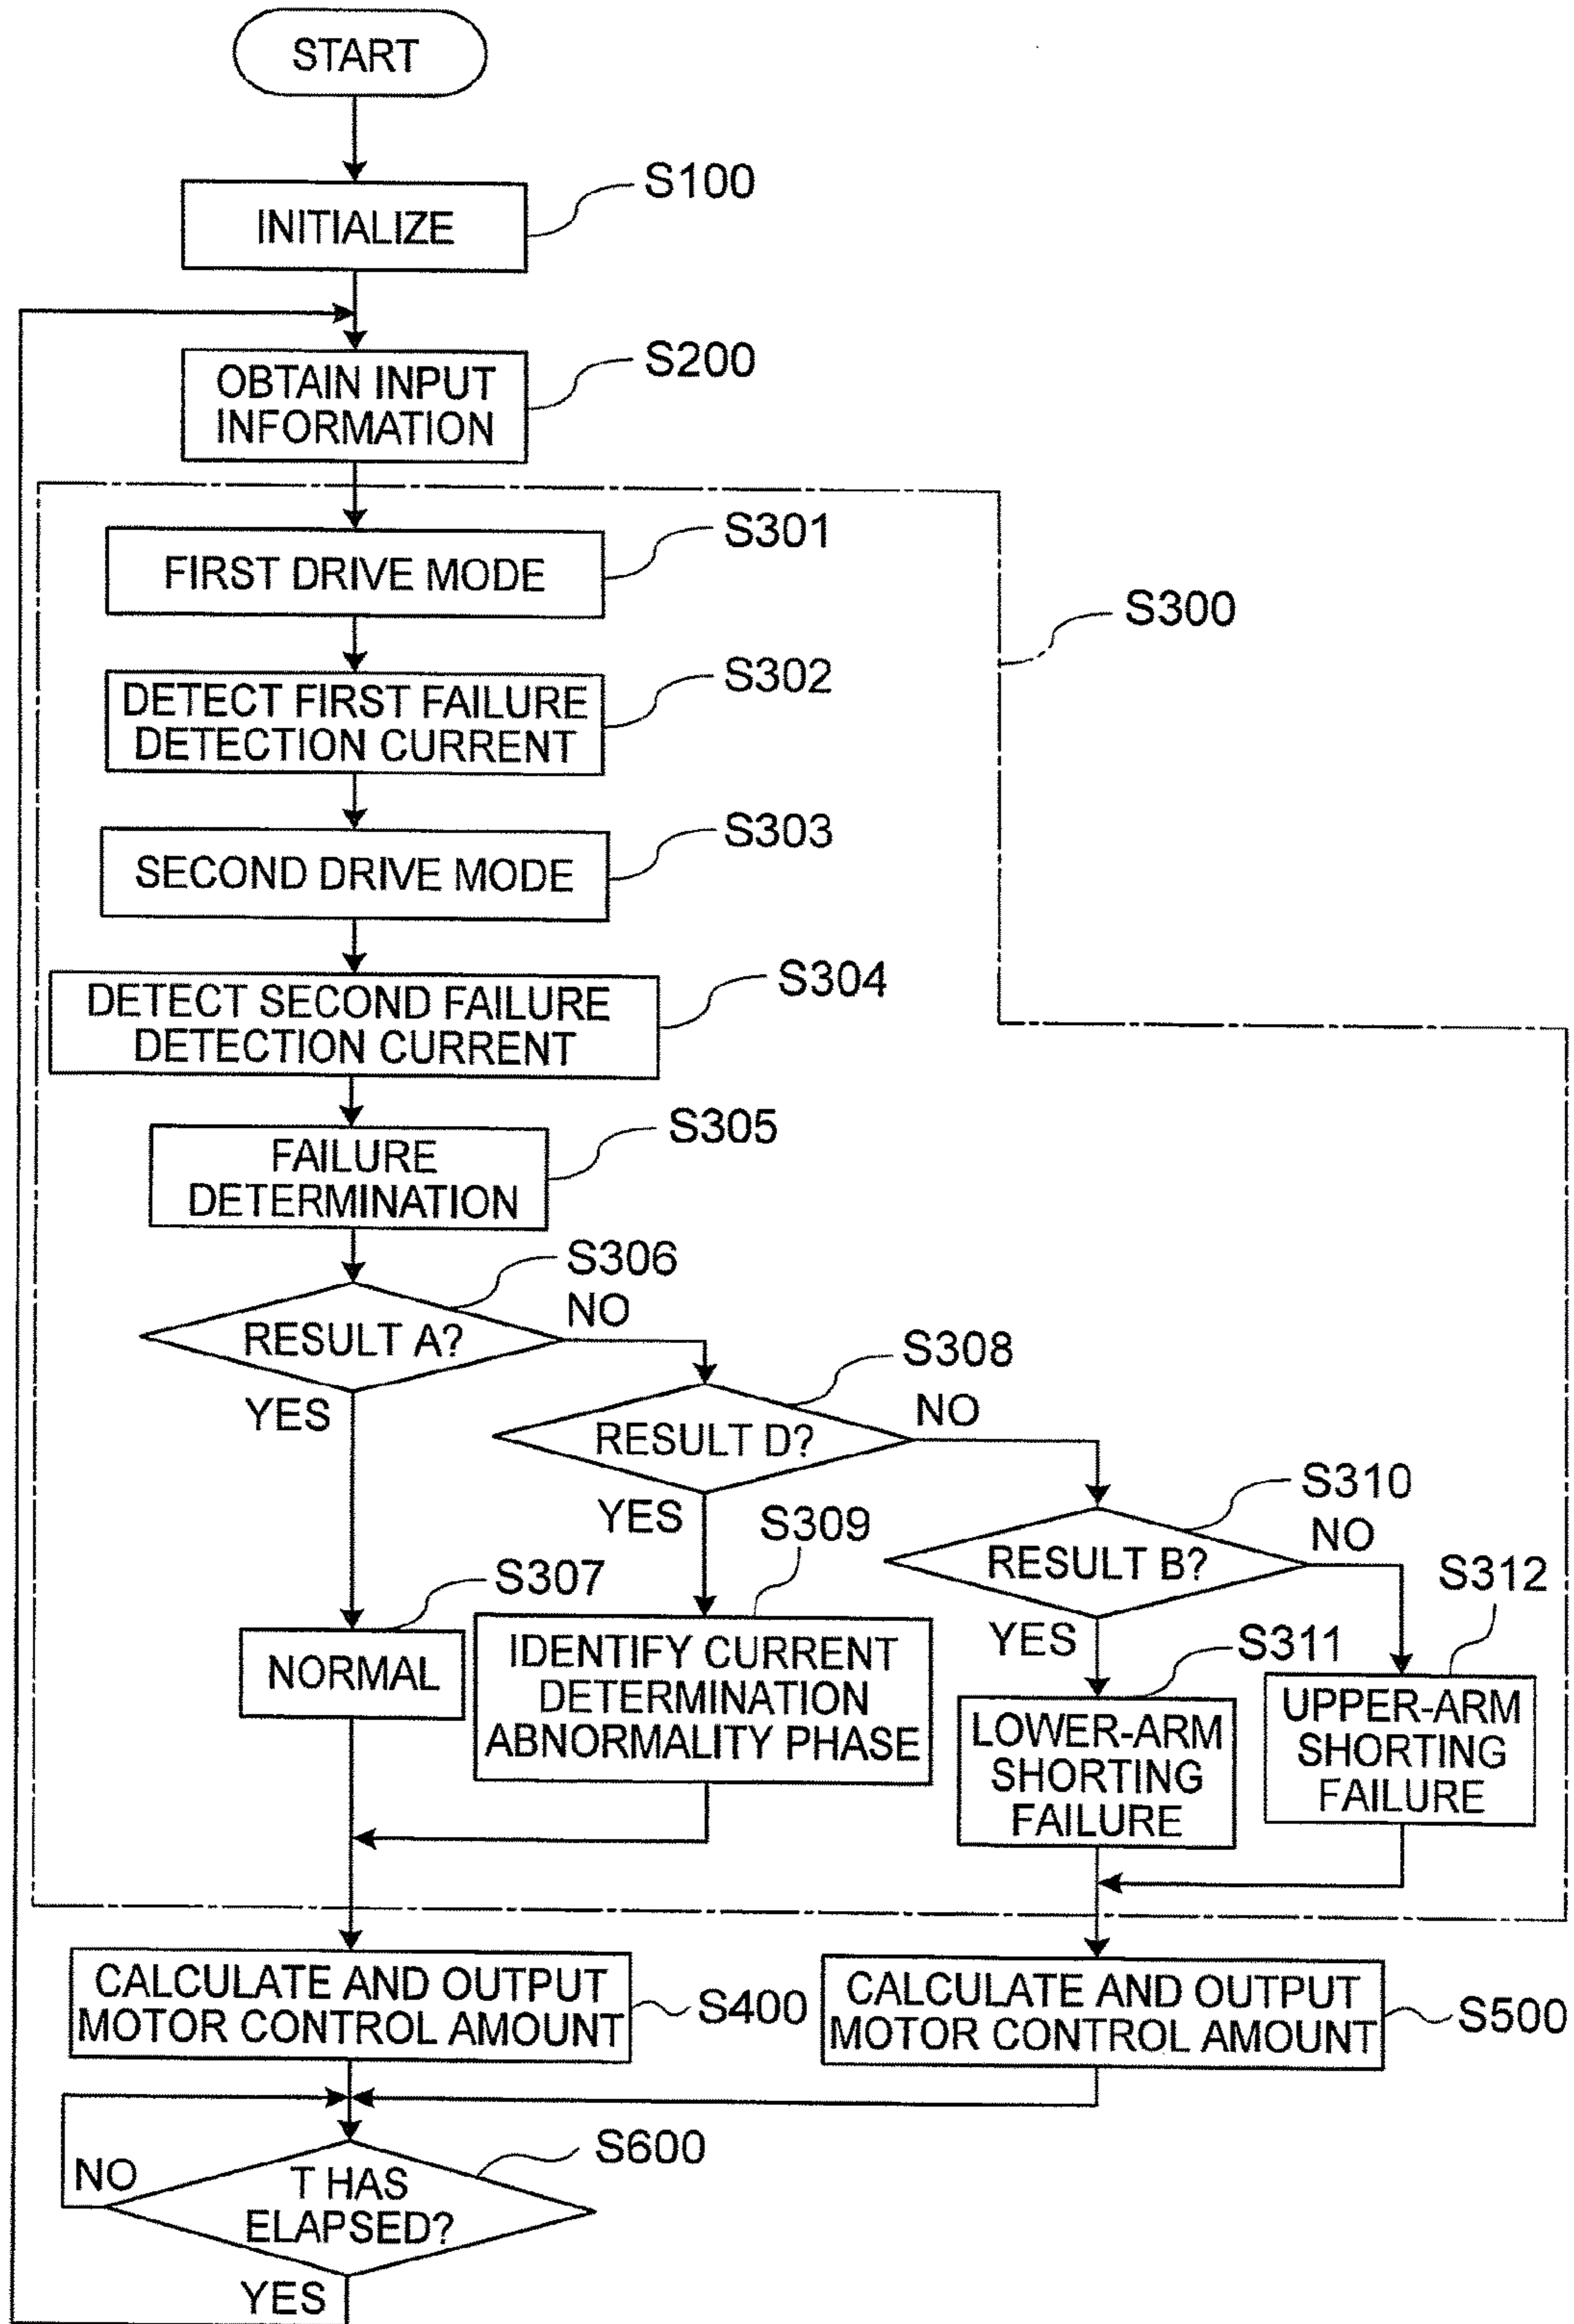 START
S100
INITIALIZE
S200
OBTAIN INPUT
INFORMATION
S301
FIRST DRIVE MODE
S300
S302
DETECT FIRST FAILURE
DETECTION CURRENT
S303
SECOND DRIVE MODE
S304
DETECT SECOND FAILURE
DETECTION CURRENT
S305
FAILURE
DETERMINATION
S306
NO
RESULT A?
YES
S308
NO
RESULT D?
YES
S310
NO
RESULT B?
YES
S307
NORMAL
S309
IDENTIFY CURRENT
DETERMINATION
ABNORMALITY PHASE
S311
LOWER-ARM
SHORTING
FAILURE
S312
UPPER-ARM
SHORTING
FAILURE
CALCULATE AND OUTPUT
MOTOR CONTROL AMOUNT
S400
CALCULATE AND OUTPUT
MOTOR CONTROL AMOUNT
S500
S600
NO
T HAS
ELAPSED?
YES